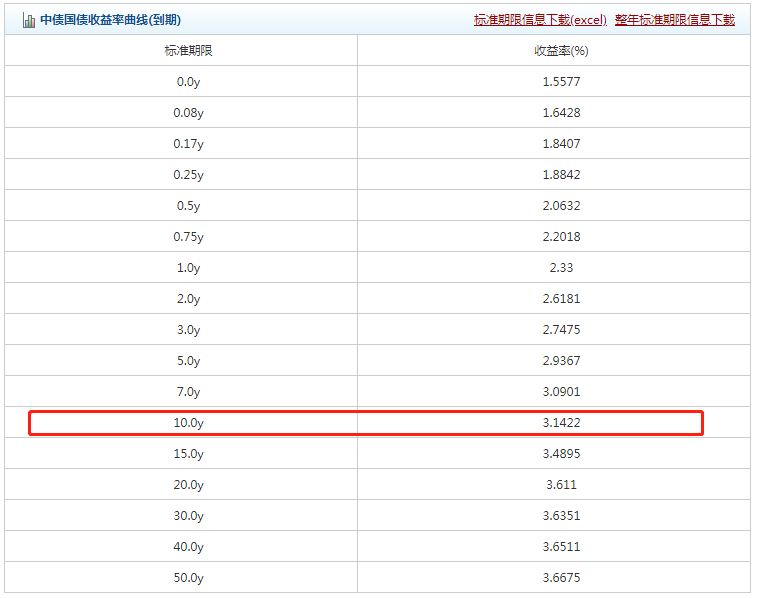 中债国债收益率曲线(到期) 标准期限信息下载(excel) 整年标准期限信息下载
标准期限 收益率(%)
0.0y 1.5577
0.08y 1.6428
0.17y 1.8407
0.25y 1.8842
0.5y 2.0632
0.75y 2.2018
1.0y 2.33
2.0y 2.6181
3.0y 2.7475
5.0y 2.9367
7.0y 3.0901
10.0y 3.1422
15.0y 3.4895
20.0y 3.611
30.0y 3.6351
40.0y 3.6511
50.0y 3.6675